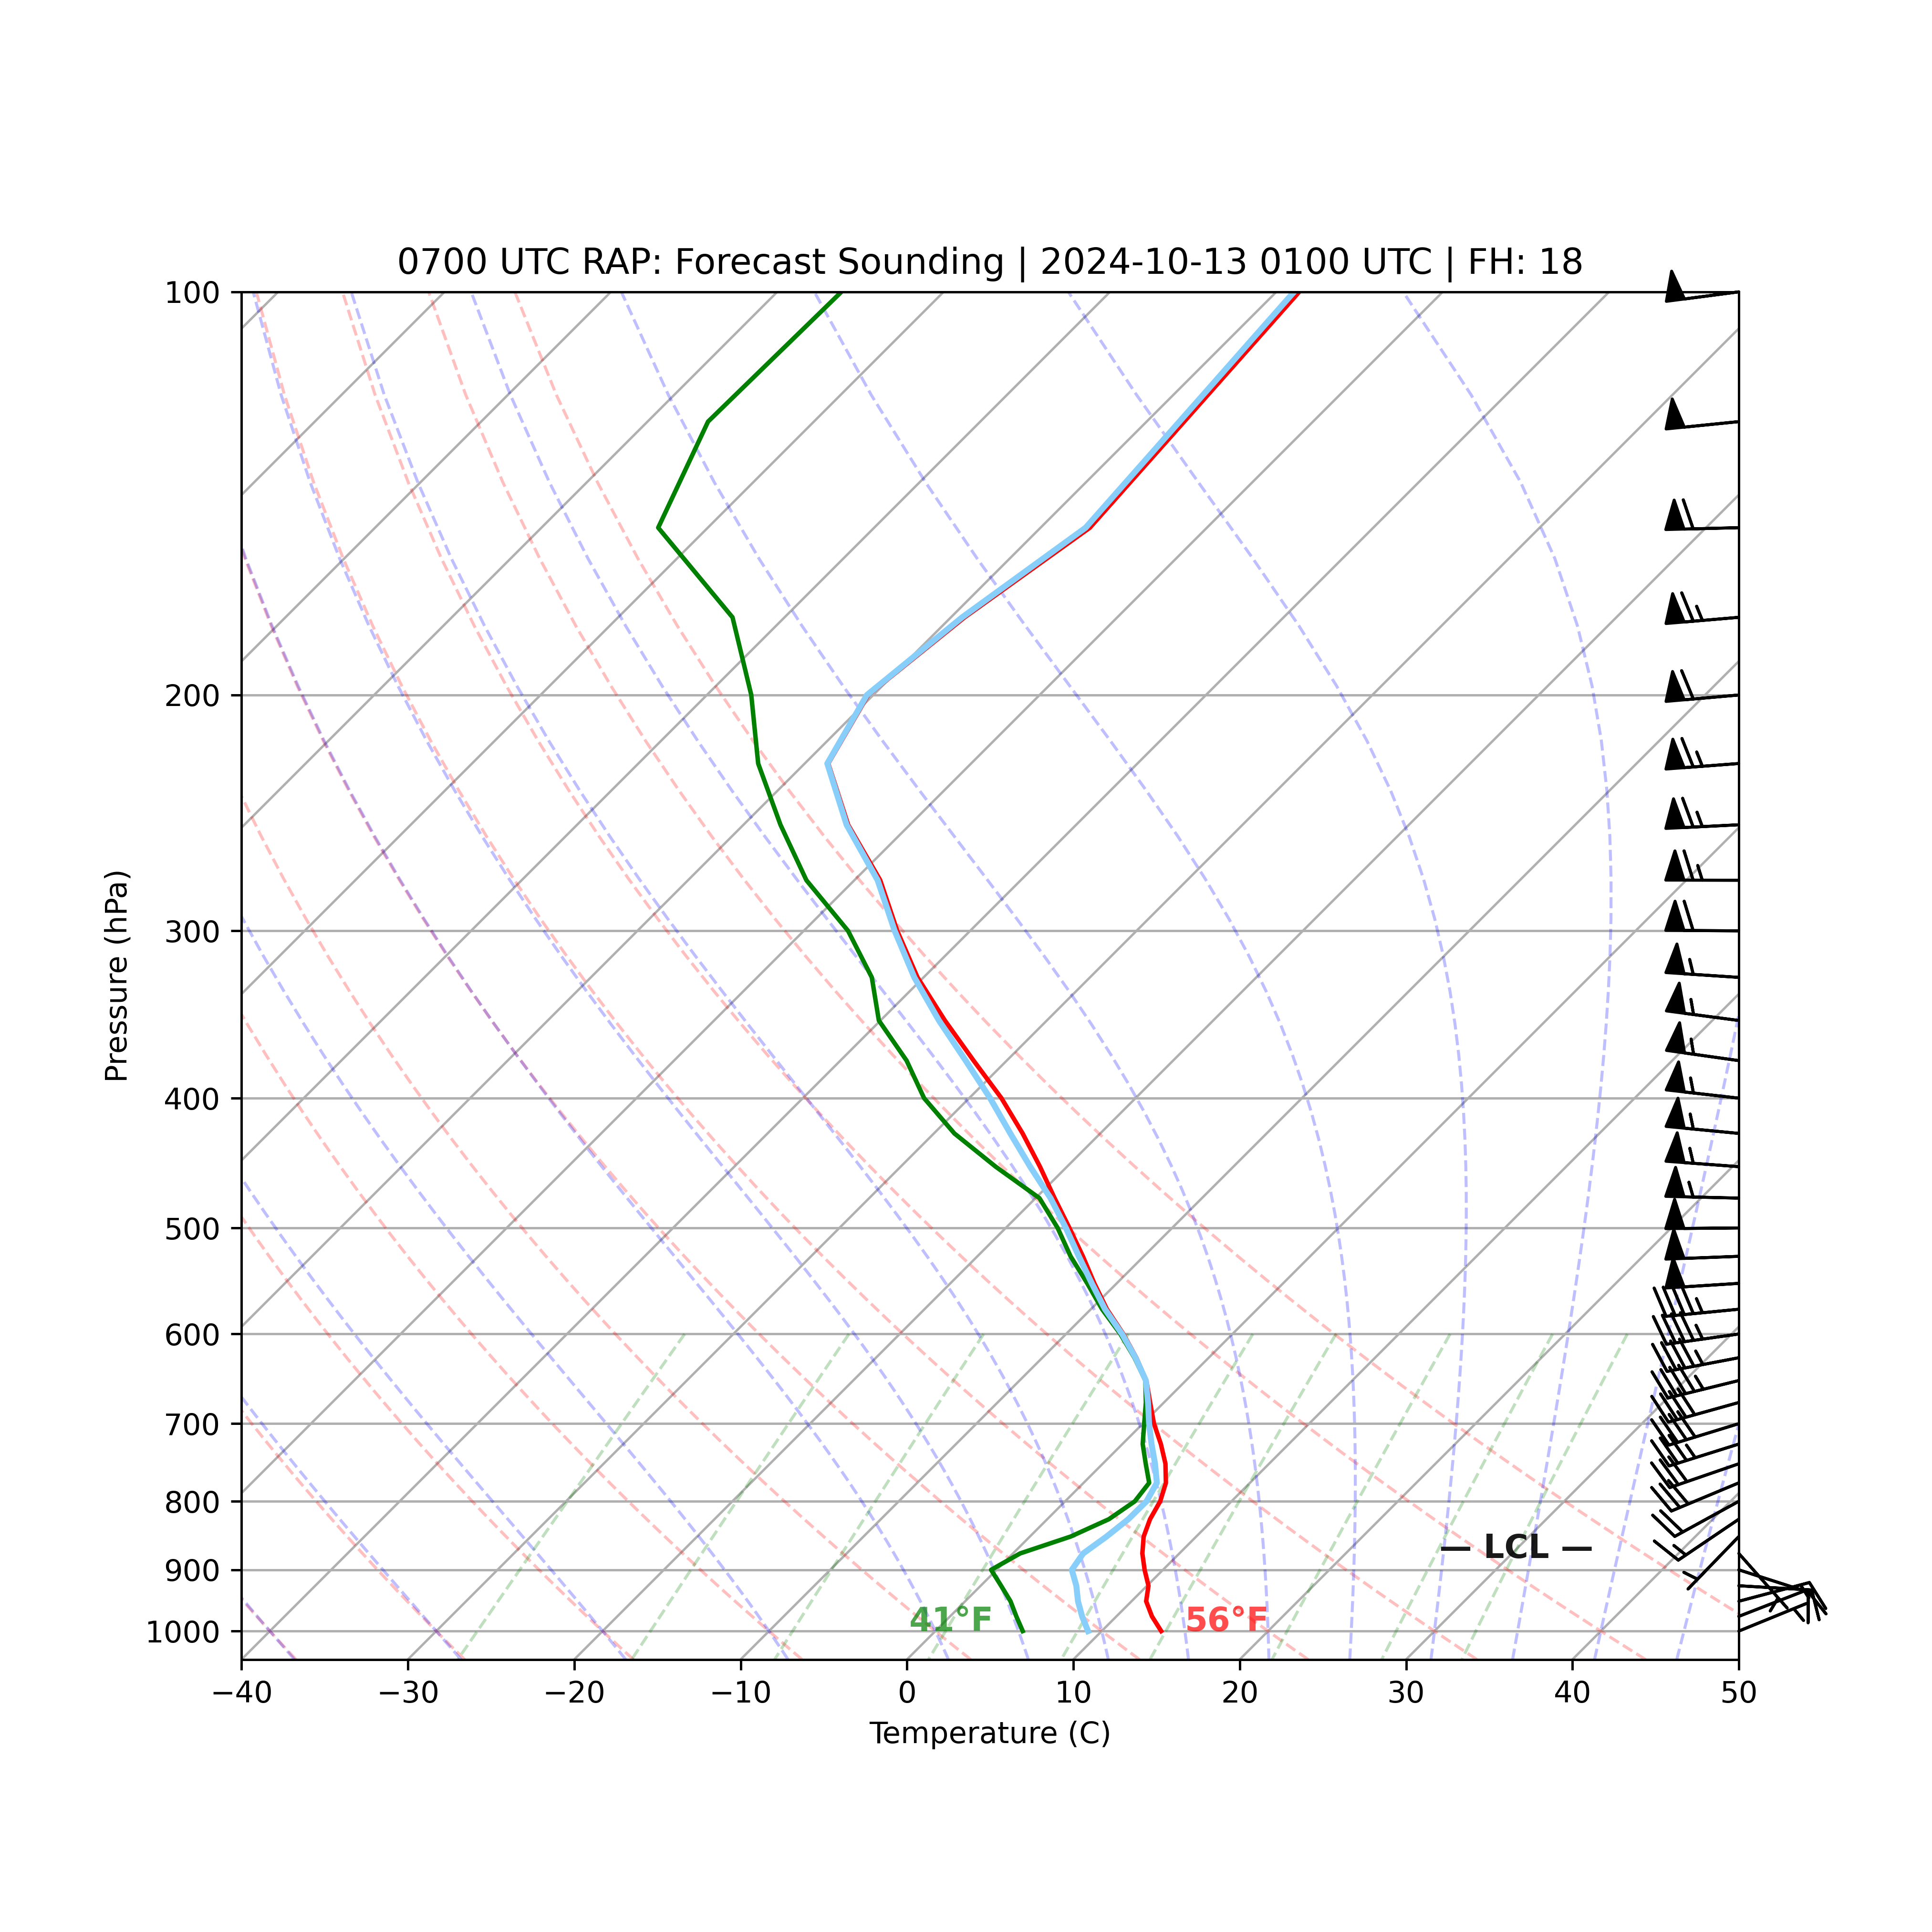 0700 UTC RAP: Forecast Sounding | 2024-10-13 0100 UTC | FH: 18
100
200
300
400
500
600
700
800
900
1000
Pressure (hPa)
— LCL —
41°F
56°F
−40 −30 −20 −10 0 10 20 30 40 50
Temperature (C)